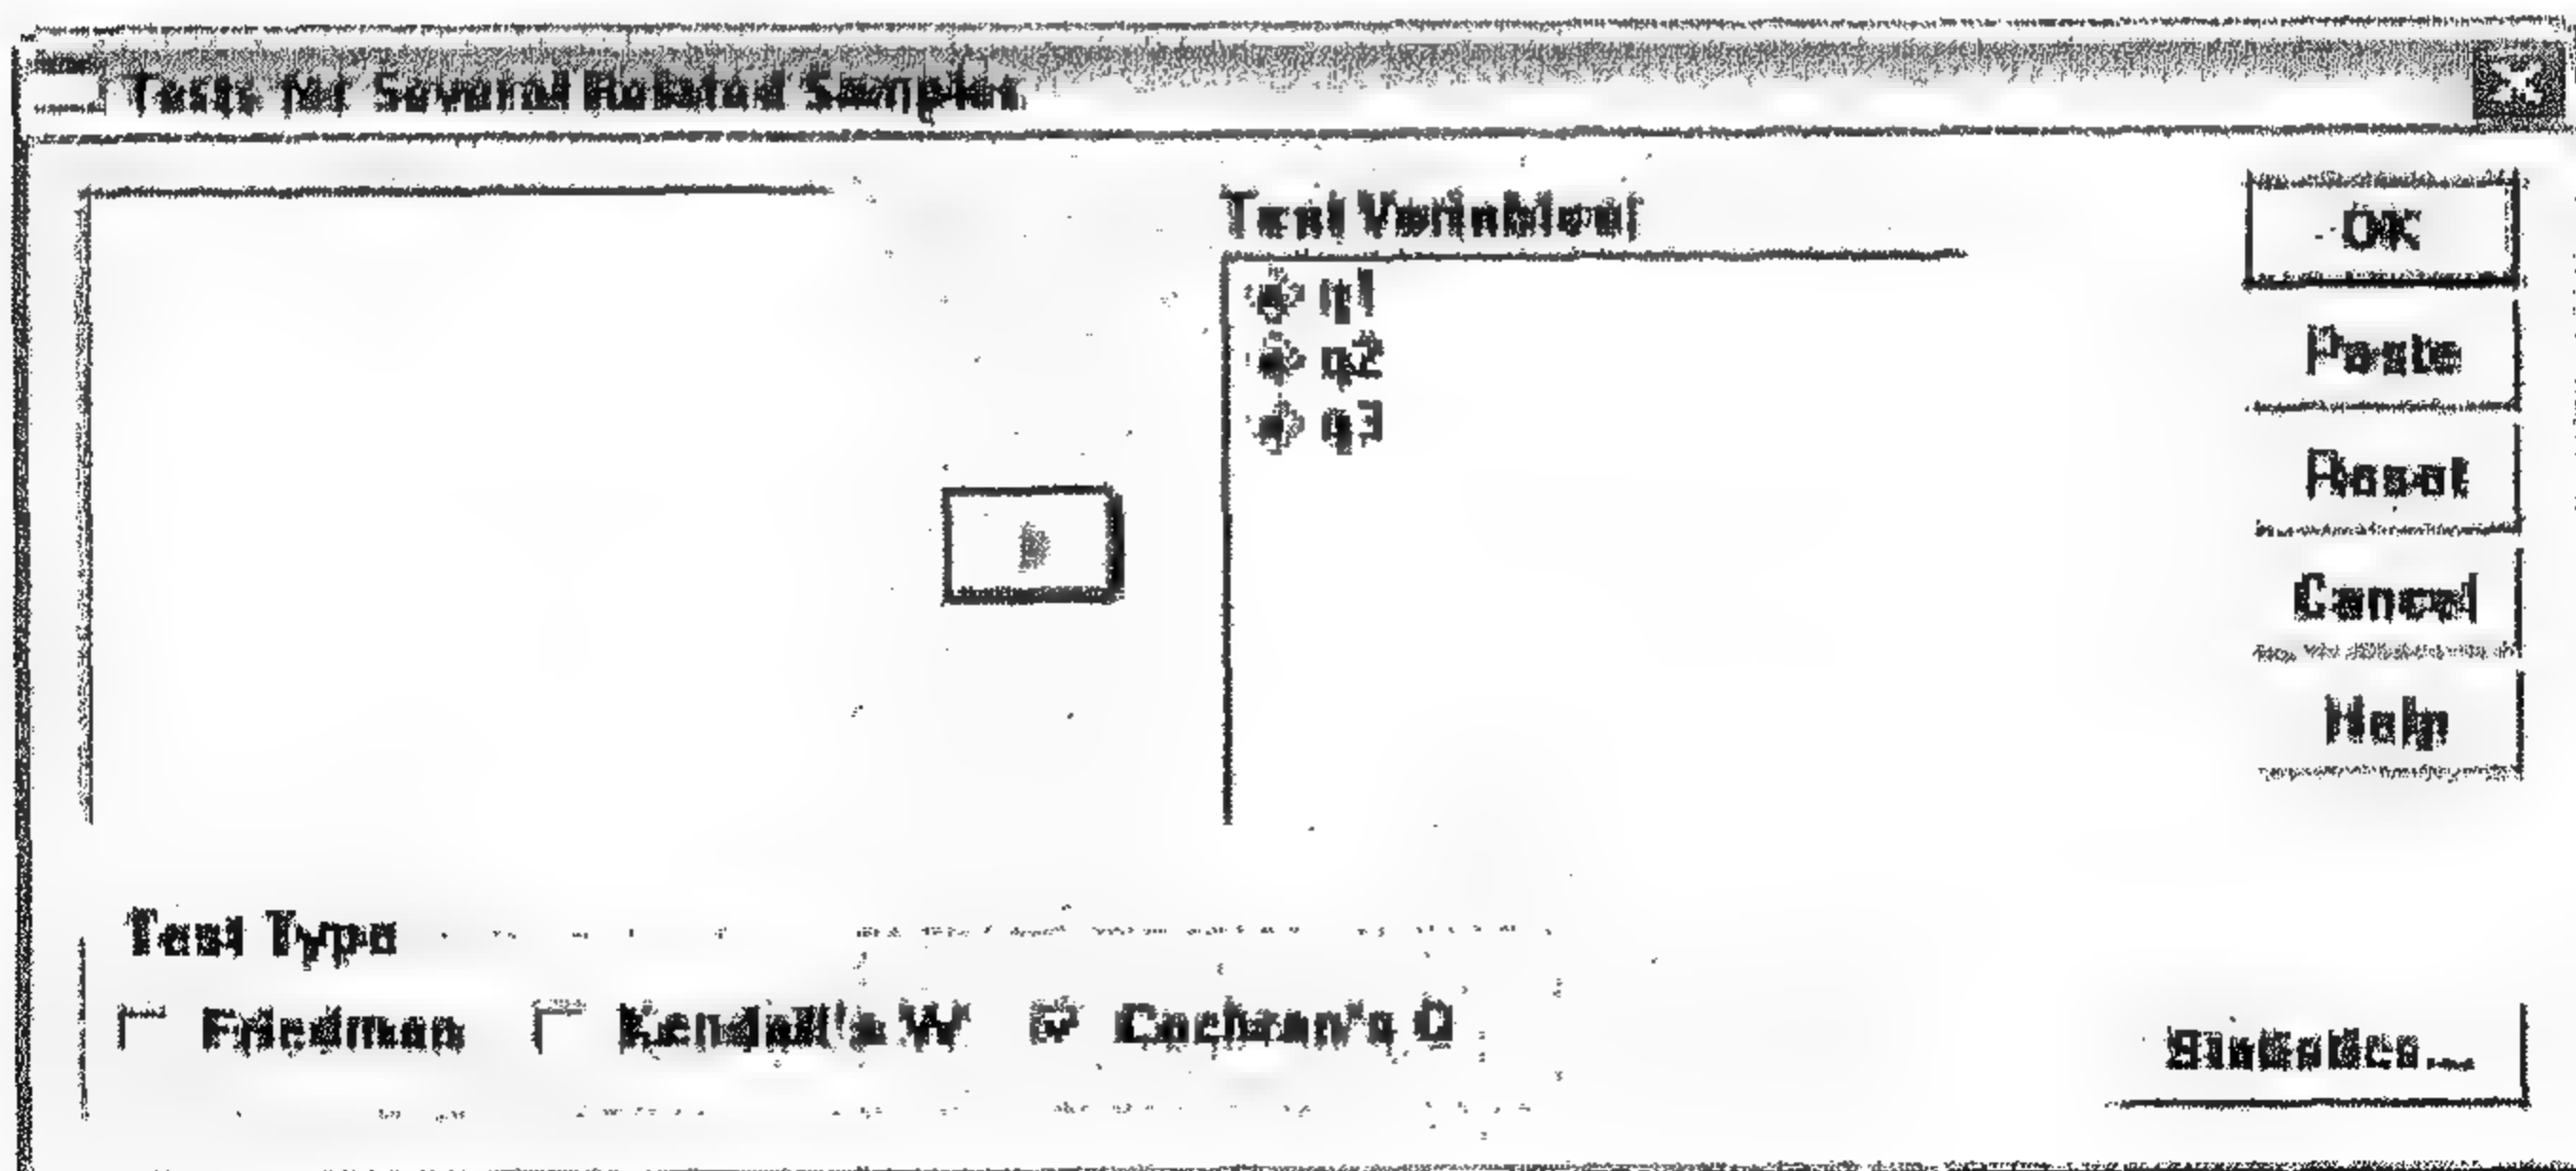 Tests for Several Related Samples
Test Variables:
q1
q2
q3
OK
Paste
Reset
Cancel
Help
Test Type
Friedman
Kendall's W
Cochran's Q
Statistics...